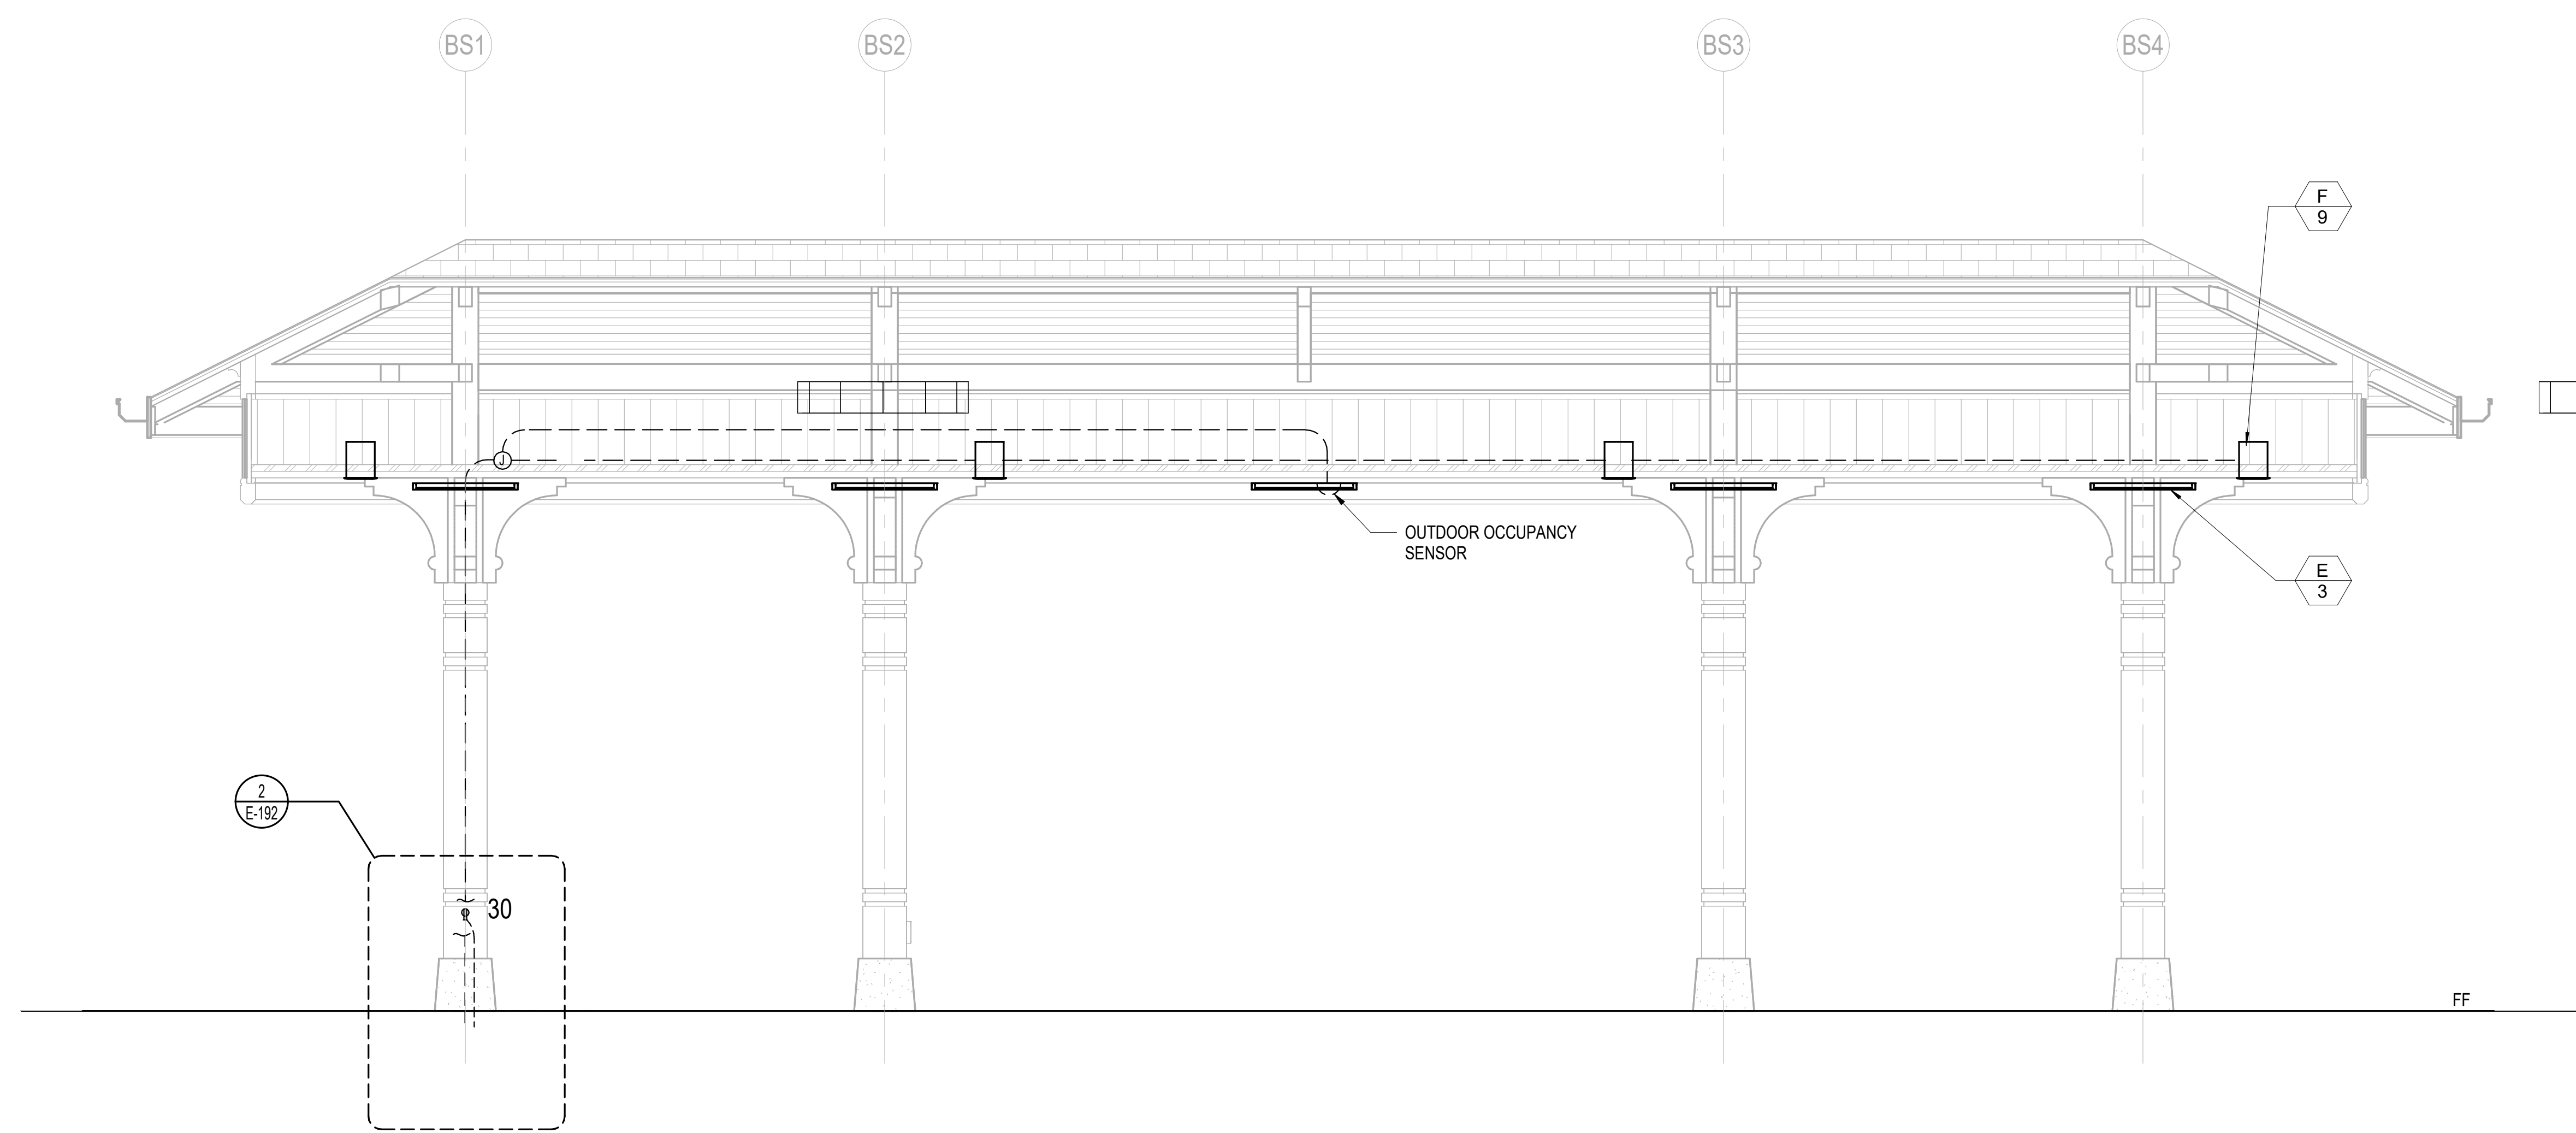 BS1
BS2
BS3
BS4
F
9
J
OUTDOOR OCCUPANCY
SENSOR
E
3
2
E-192
30
FF